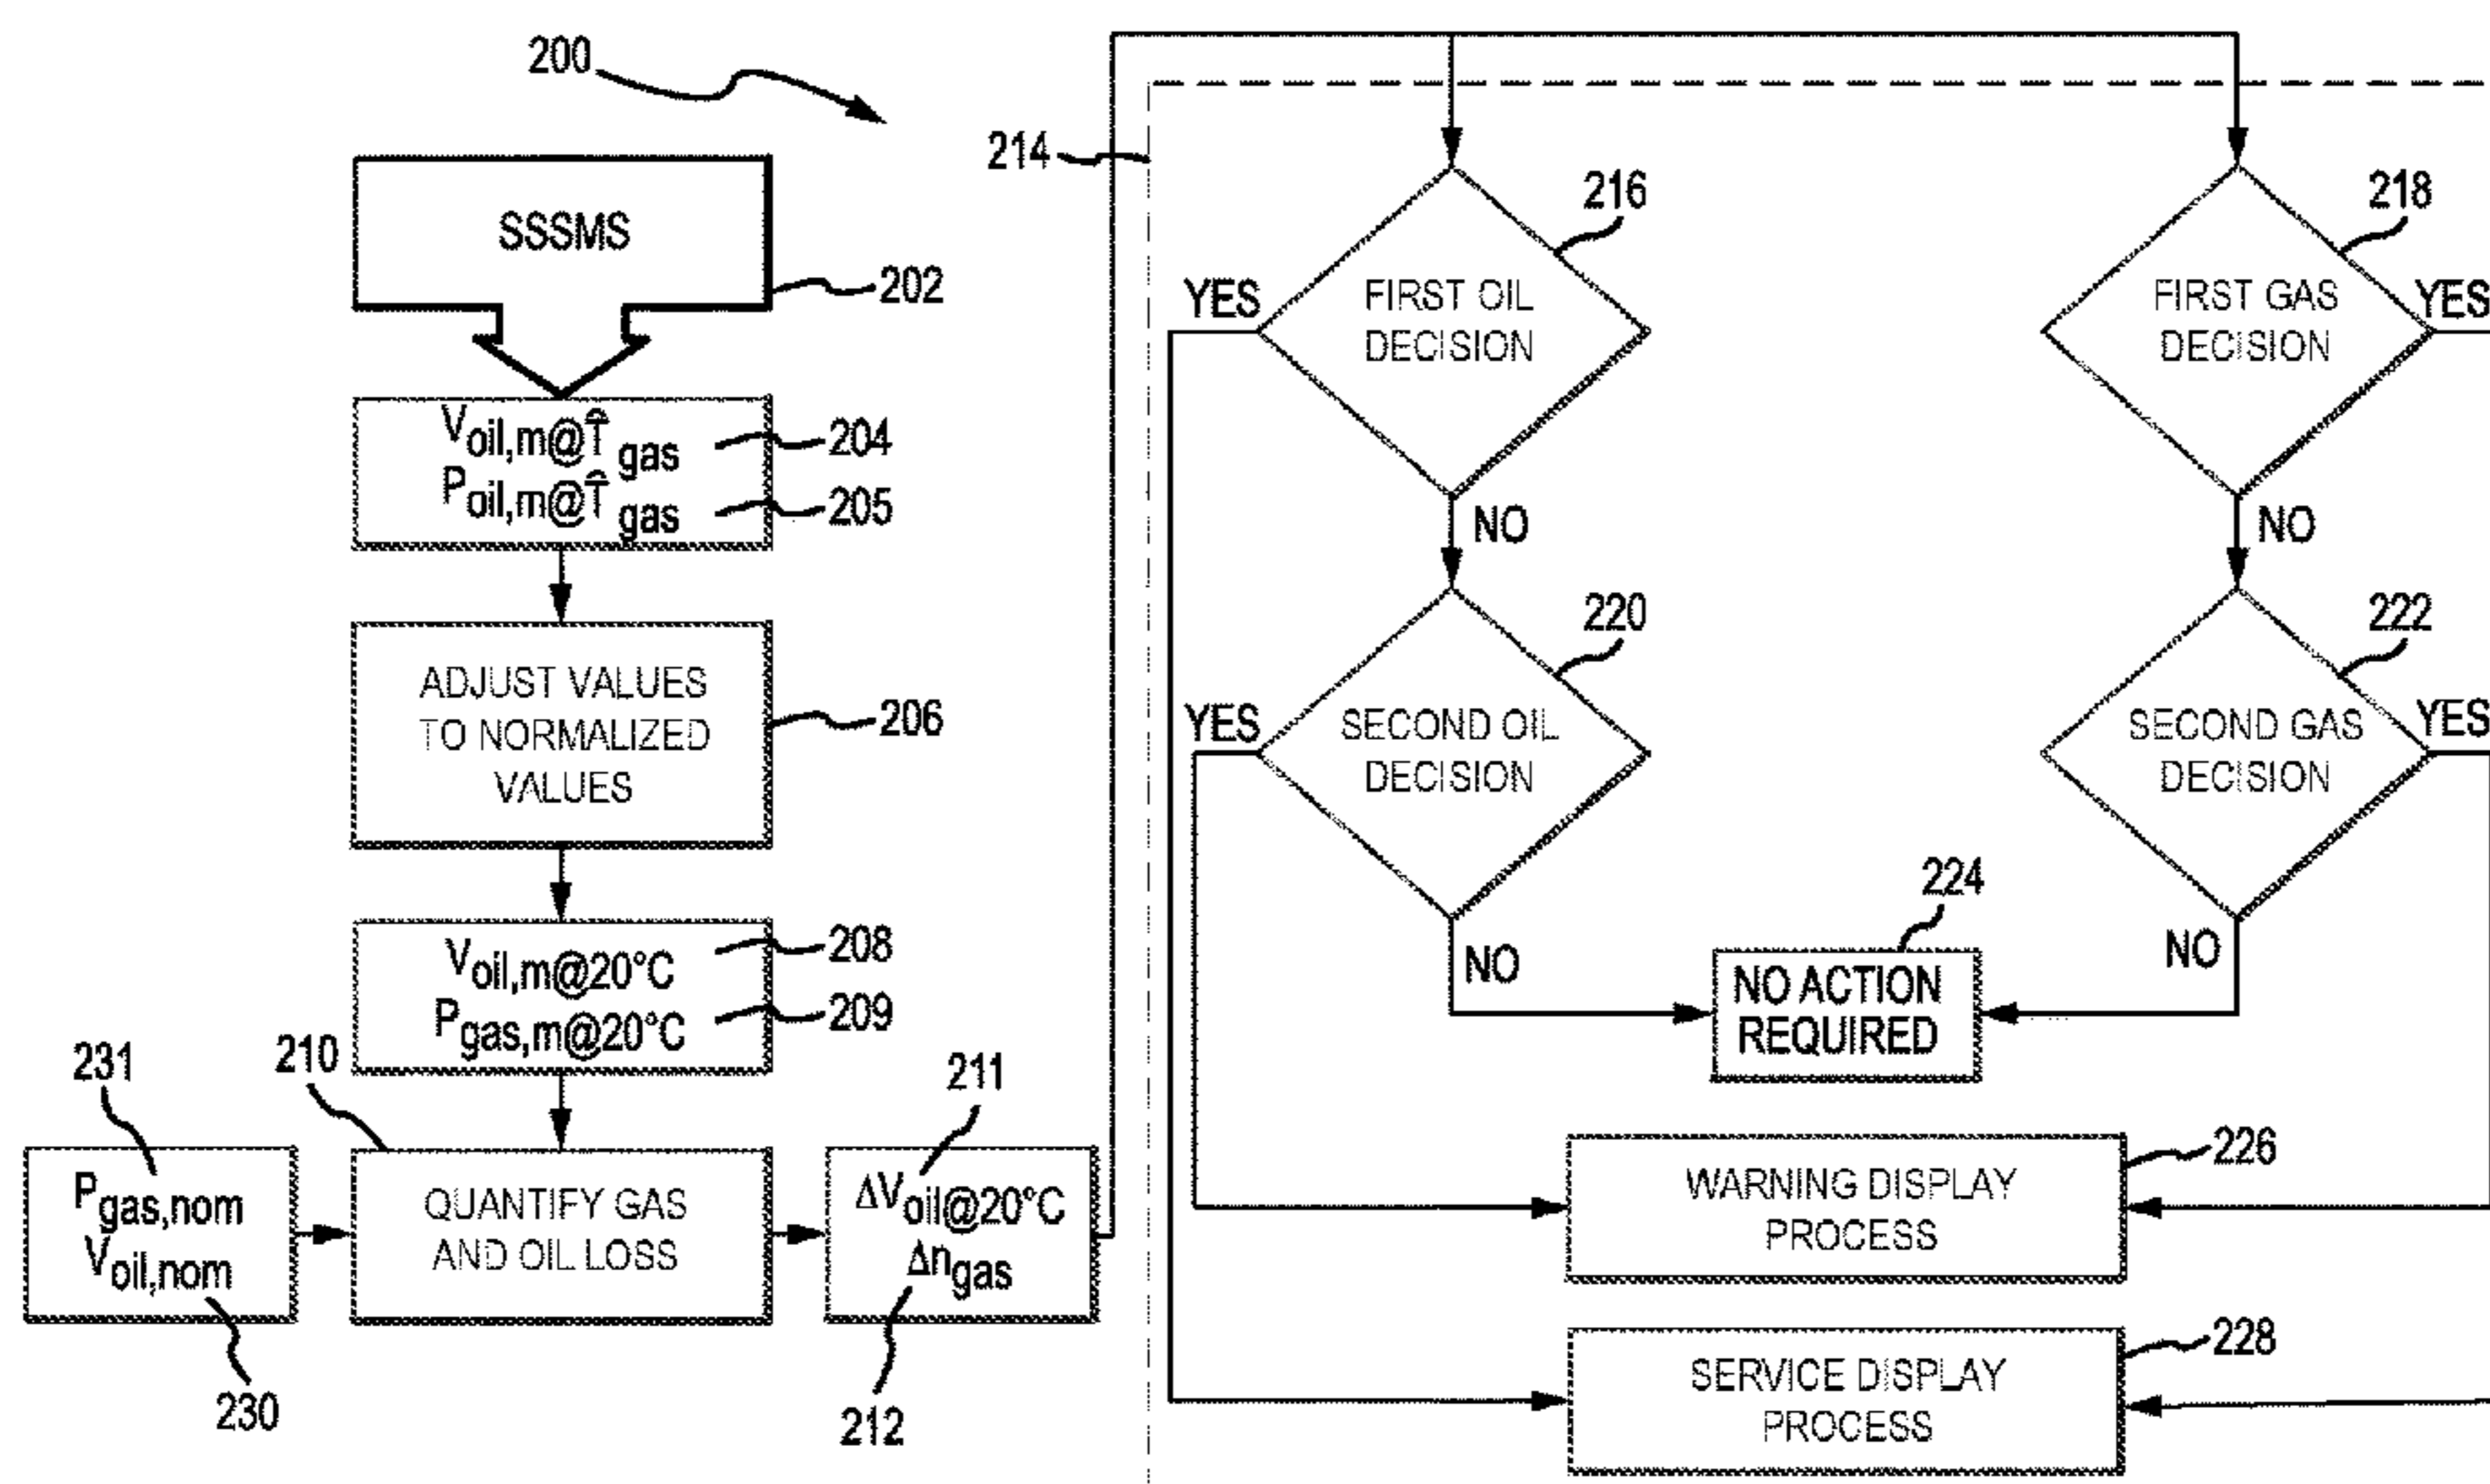 200
SSSMS
202
Voil,m@T̂gas
204
Poil,m@T̂gas
205
ADJUST VALUES
TO NORMALIZED
VALUES
206
Voil,m@20°C
208
Pgas,m@20°C
209
231
210
Pgas,nom
Voil,nom
230
QUANTIFY GAS
AND OIL LOSS
211
ΔVoil@20°C
Δngas
212
214
216
218
YES
FIRST OIL
DECISION
FIRST GAS
DECISION
YES
NO
NO
220
222
YES
SECOND OIL
DECISION
SECOND GAS
DECISION
YES
224
NO
NO
NO ACTION
REQUIRED
226
WARNING DISPLAY
PROCESS
228
SERVICE DISPLAY
PROCESS